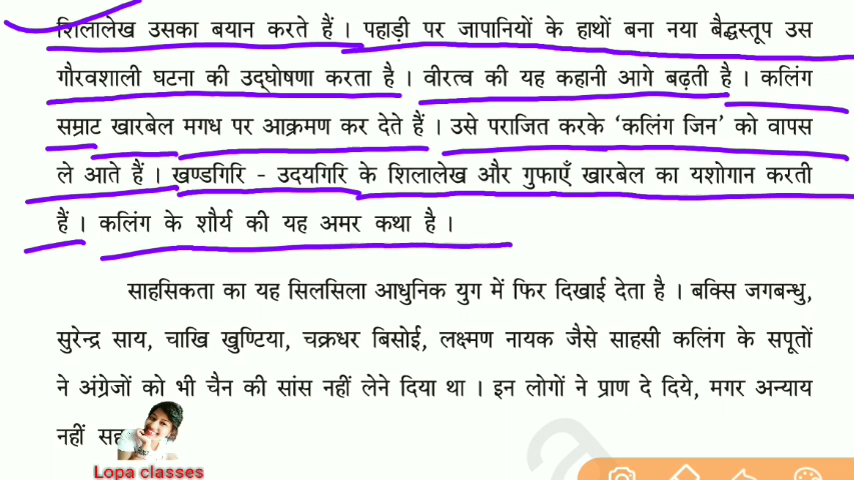 शिलालेख उसका बयान करते हैं । पहाड़ी पर जापानियों के हाथों बना नया बैद्धस्तूप उस
गौरवशाली घटना की उद्‌घोषणा करता है । वीरत्व की यह कहानी आगे बढ़ती है । कलिंग
सम्राट खारबेल मगध पर आक्रमण कर देते हैं । उसे पराजित करके ‘कलिंग जिन’ को वापस
ले आते हैं । खण्डगिरि - उदयगिरि के शिलालेख और गुफाएँ खारबेल का यशोगान करती
हैं । कलिंग के शौर्य की यह अमर कथा है ।
साहसिकता का यह सिलसिला आधुनिक युग में फिर दिखाई देता है । बक्सि जगबन्धु,
सुरेन्द्र साय, चाखि खुण्टिया, चक्रधर बिसोई, लक्ष्मण नायक जैसे साहसी कलिंग के सपूतों
ने अंग्रेजों को भी चैन की सांस नहीं लेने दिया था । इन लोगों ने प्राण दे दिये, मगर अन्याय
नहीं सह
Lopa classes